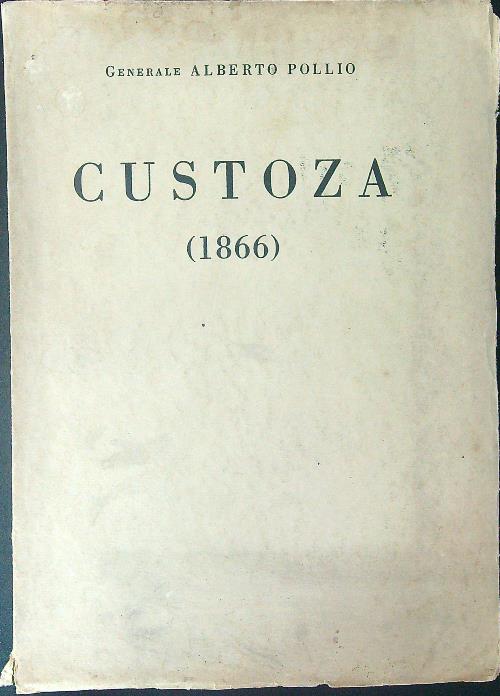 GENERALE ALBERTO POLLIO
CUSTOZA
(1866)